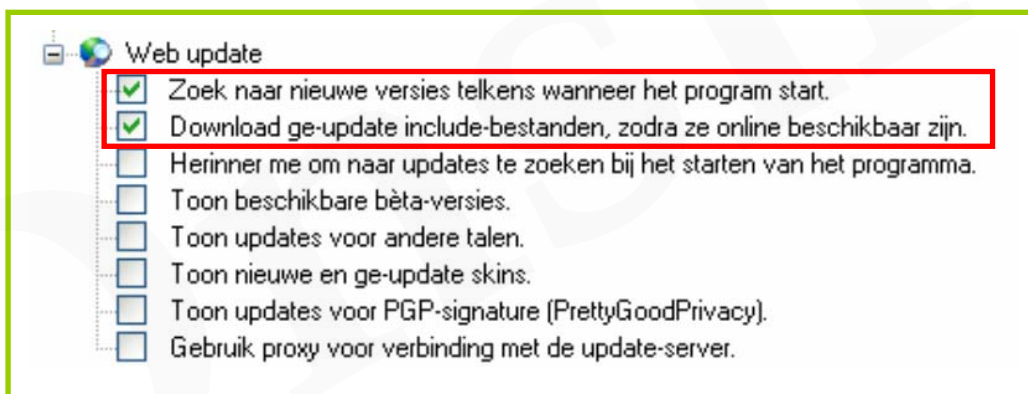 Web update
Zoek naar nieuwe versies telkens wanneer het program start.
Download ge-update include-bestanden, zodra ze online beschikbaar zijn.
Herinner me om naar updates te zoeken bij het starten van het programma.
Toon beschikbare bèta-versies.
Toon updates voor andere talen.
Toon nieuwe en ge-update skins.
Toon updates voor PGP-signature (PrettyGoodPrivacy).
Gebruik proxy voor verbinding met de update-server.